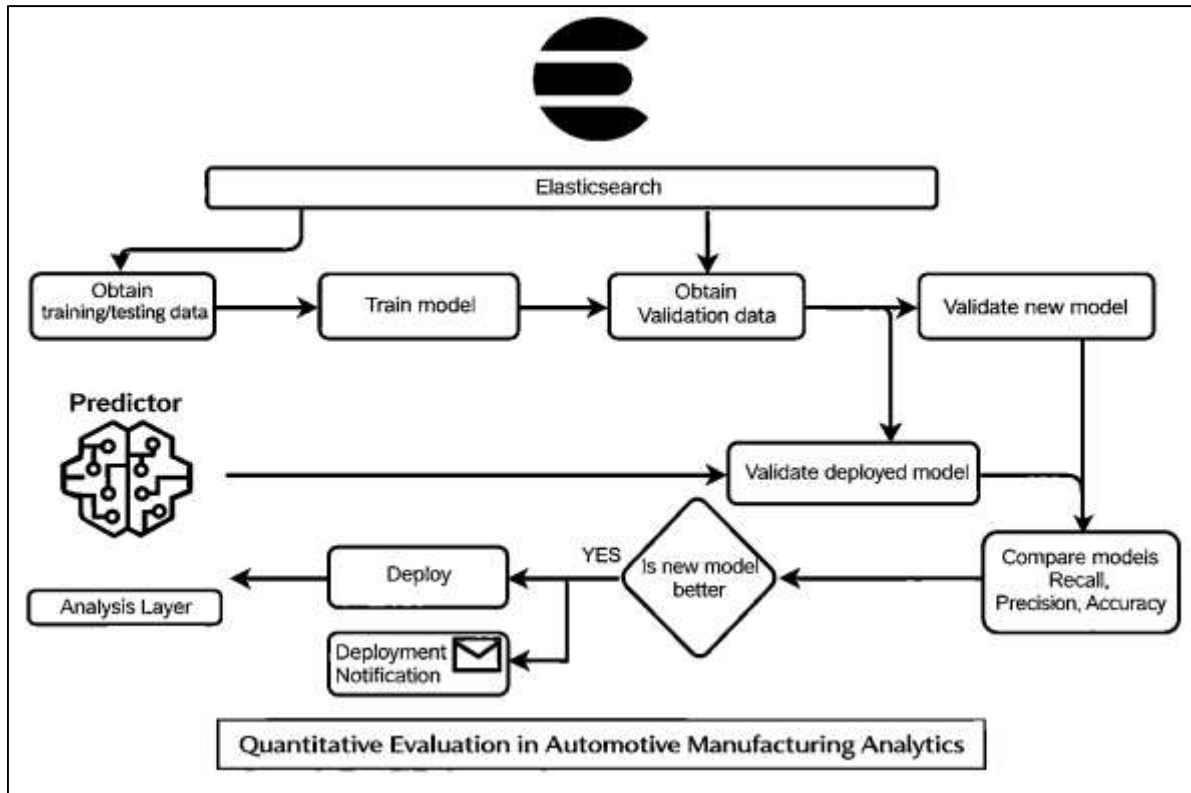 Elasticsearch
Obtain
training/testing data
Train model
Obtain
Validation data
Validate new model
Predictor
Validate deployed model
YES
Is new model
better
Compare models
Recall,
Precision, Accuracy
Deploy
Analysis Layer
Deployment
Notification
Quantitative Evaluation in Automotive Manufacturing Analytics